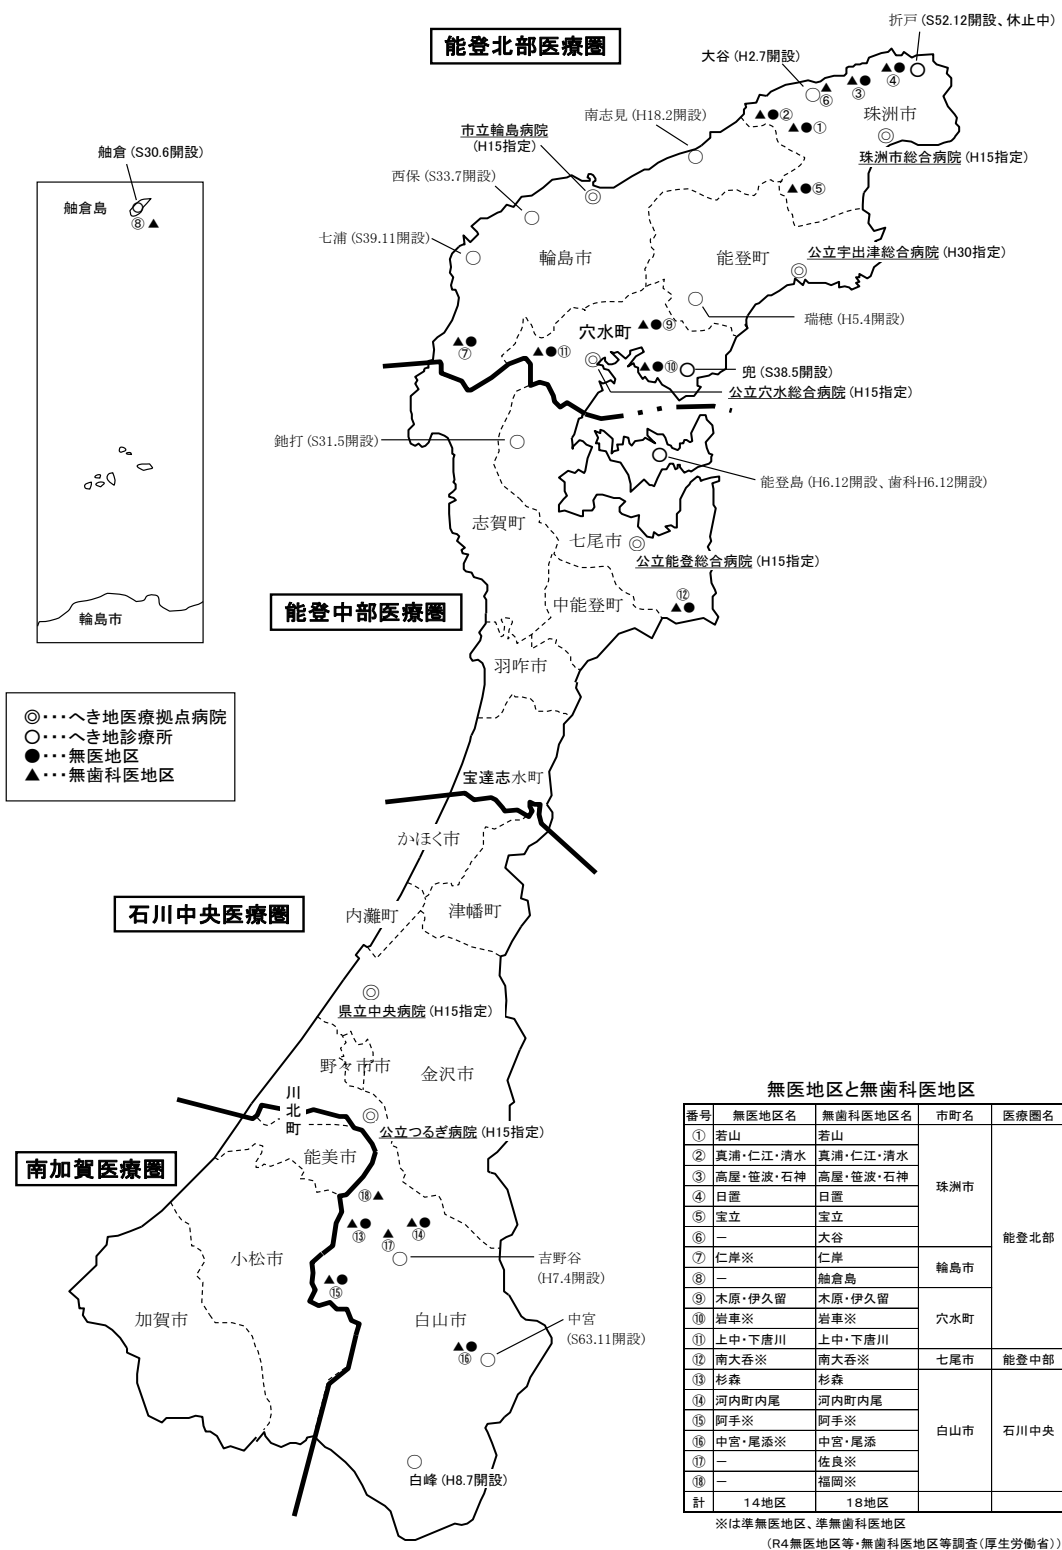 能登北部医療圏
折戸 (S52.12開設、休止中)
大谷 (H2.7開設)
④
③
⑥
珠洲市
南志見 (H18.2開設)
②
①
市立輪島病院
(H15指定)
珠洲市総合病院 (H15指定)
舳倉 (S30.6開設)
西保 (S33.7開設)
⑤
舳倉島
⑧
七浦 (S39.11開設)
輪島市
能登町
公立宇出津総合病院 (H30指定)
瑞穂 (H5.4開設)
⑨
穴水町
⑦
⑪
⑩
兜 (S38.5開設)
公立穴水総合病院 (H15指定)
鉈打 (S31.5開設)
能登島 (H6.12開設、歯科H6.12開設)
志賀町
七尾市
公立能登総合病院 (H15指定)
⑫
中能登町
能登中部医療圏
輪島市
羽咋市
◎・・・へき地医療拠点病院
○・・・へき地診療所
●・・・無医地区
▲・・・無歯科医地区
宝達志水町
かほく市
石川中央医療圏
内灘町
津幡町
県立中央病院 (H15指定)
野々市市
金沢市
川北町
公立つるぎ病院 (H15指定)
南加賀医療圏
能美市
⑱
⑬
⑰
⑭
小松市
吉野谷
(H7.4開設)
⑮
加賀市
白山市
中宮
(S63.11開設)
⑯
白峰 (H8.7開設)
無医地区と無歯科医地区
番号 無医地区名 無歯科医地区名 市町名 医療圏名
① 若山 若山 珠洲市 能登北部
② 真浦・仁江・清水 真浦・仁江・清水
③ 高屋・笹波・石神 高屋・笹波・石神
④ 日置 日置
⑤ 宝立 宝立
⑥ － 大谷
⑦ 仁岸※ 仁岸 輪島市
⑧ － 舳倉島
⑨ 木原・伊久留 木原・伊久留 穴水町
⑩ 岩車※ 岩車※
⑪ 上中・下唐川 上中・下唐川
⑫ 南大呑※ 南大呑※ 七尾市 能登中部
⑬ 杉森 杉森 白山市 石川中央
⑭ 河内町内尾 河内町内尾
⑮ 阿手※ 阿手※
⑯ 中宮・尾添※ 中宮・尾添
⑰ － 佐良※
⑱ － 福岡※
計 14地区 18地区
※は準無医地区、準無歯科医地区
(R4無医地区等・無歯科医地区等調査(厚生労働省))